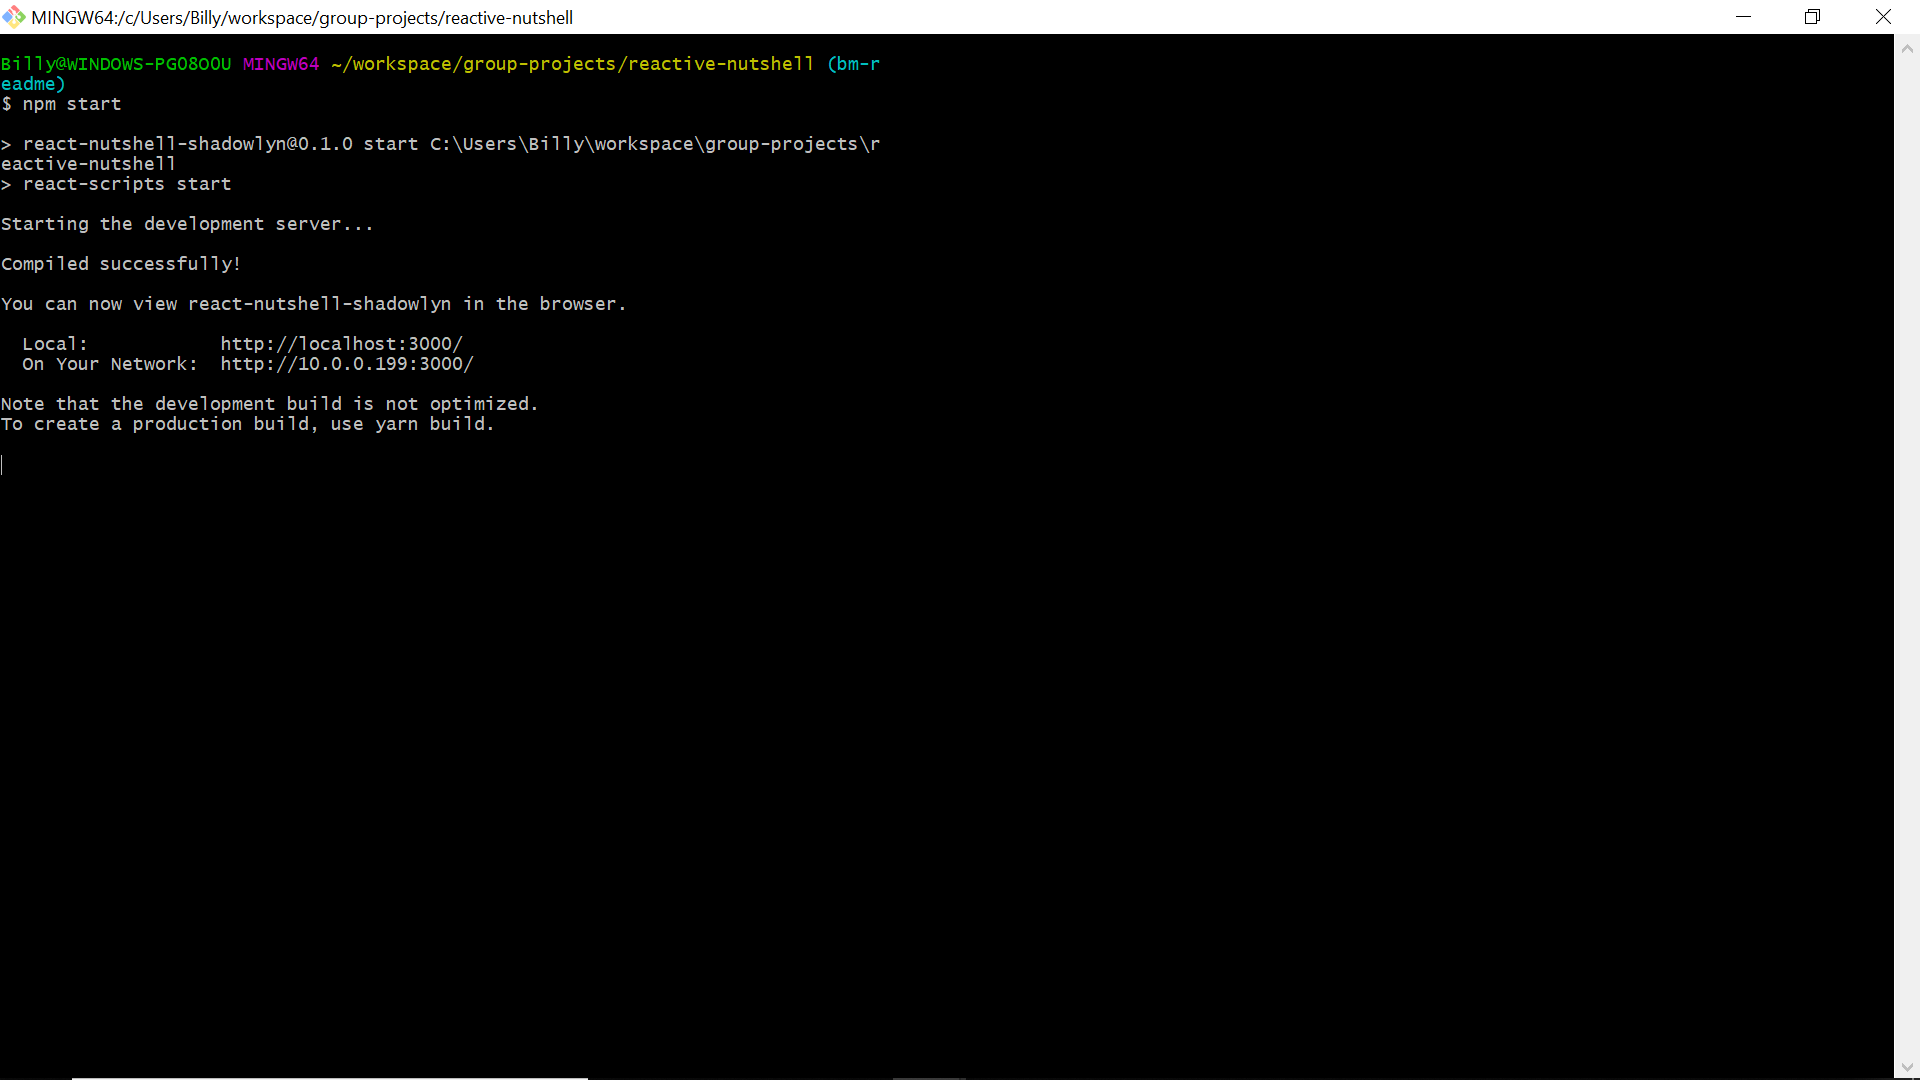 MINGW64:/c/Users/Billy/workspace/group-projects/reactive-nutshell
Billy@WINDOWS-PGO8OOU MINGW64 ~/workspace/group-projects/reactive-nutshell (bm-r
eadme)
$ npm start
> react-nutshell-shadowlyn@0.1.0 start C:\Users\Billy\workspace\group-projects\r
eactive-nutshell
> react-scripts start
Starting the development server...
Compiled successfully!
You can now view react-nutshell-shadowlyn in the browser.
Local: http://localhost:3000/
On Your Network: http://10.0.0.199:3000/
Note that the development build is not optimized.
To create a production build, use yarn build.